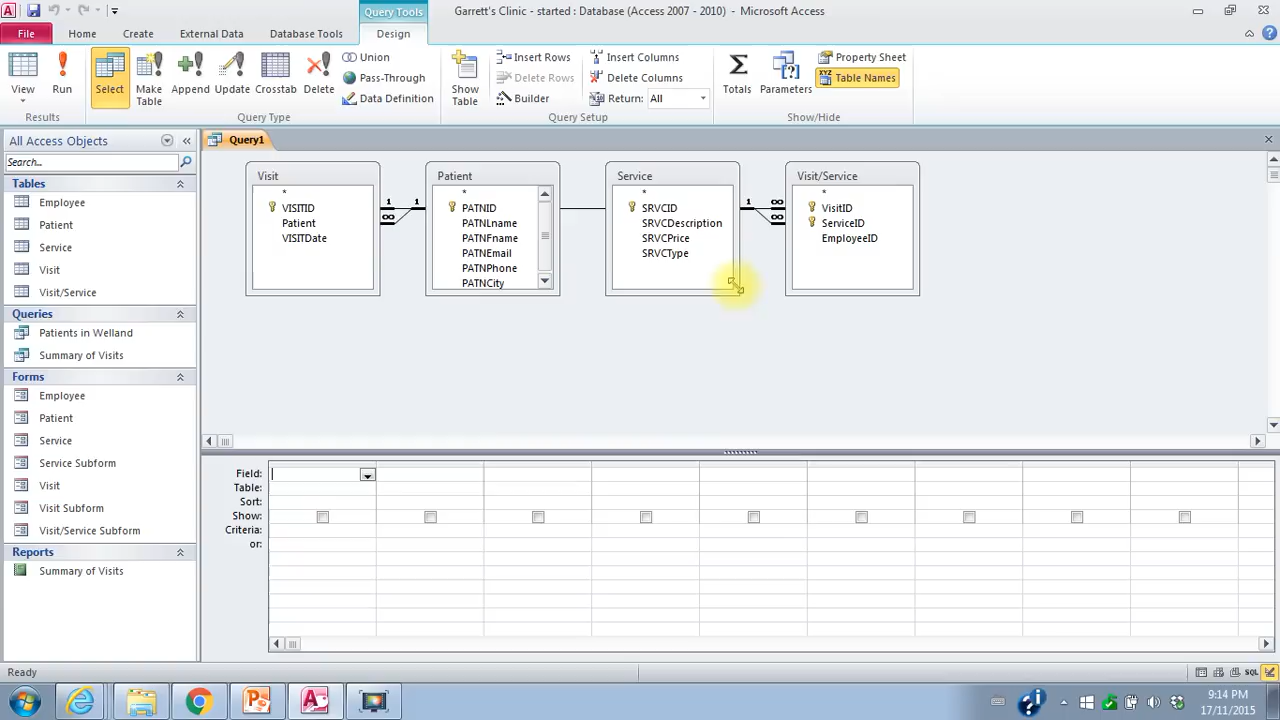 Garrett's Clinic - started : Database (Access 2007 - 2010) - Microsoft Access
Query Tools
File Home Create External Data Database Tools Design
View
Run
Results
Select
Make Table
Append
Update
Crosstab
Delete
Union
Pass-Through
Data Definition
Query Type
Show Table
Insert Rows
Delete Rows
Builder
Insert Columns
Delete Columns
Return: All
Query Setup
Totals
Parameters
Property Sheet
XYZ Table Names
Show/Hide
All Access Objects
Search...
Tables
Employee
Patient
Service
Visit
Visit/Service
Queries
Patients in Welland
Summary of Visits
Forms
Employee
Patient
Service
Service Subform
Visit
Visit Subform
Visit/Service Subform
Reports
Summary of Visits
Query1
Visit
*
VISITID
Patient
VISITDate
1 1
∞
Patient
*
PATNID
PATNLname
PATNFname
PATNEmail
PATNPhone
PATNCity
Service
*
SRVCID
SRVCDescription
SRVCPrice
SRVCType
1 ∞
∞
Visit/Service
*
VisitID
ServiceID
EmployeeID
Field:
Table:
Sort:
Show:
Criteria:
or:
Ready
SQL
9:14 PM
17/11/2015